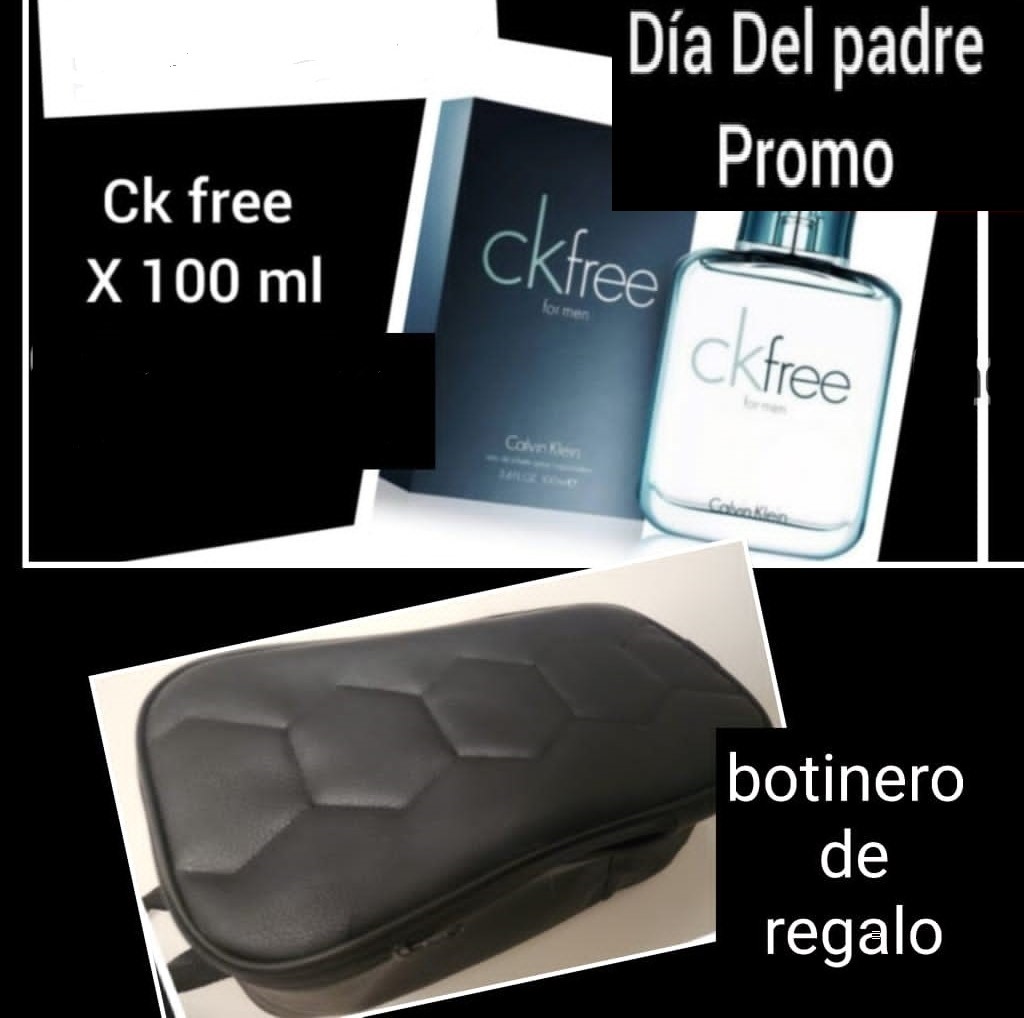 Día Del padre
Promo
Ck free
X 100 ml
ckfree
for men
Calvin Klein
ckfree
for men
Calvin Klein
botinero
de
regalo